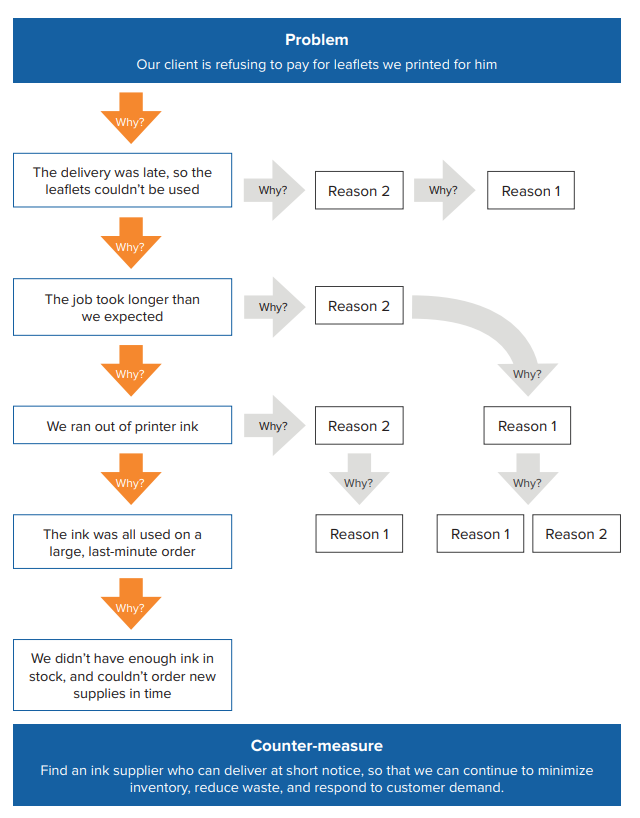 Problem
Our client is refusing to pay for leaflets we printed for him
Why?
The delivery was late, so the
leaflets couldn’t be used
Why?
Reason 2
Why?
Reason 1
Why?
The job took longer than
we expected
Why?
Reason 2
Why?
Why?
We ran out of printer ink
Why?
Reason 2
Reason 1
Why?
Why?
Why?
The ink was all used on a
large, last-minute order
Reason 1
Reason 1
Reason 2
Why?
We didn’t have enough ink in
stock, and couldn’t order new
supplies in time
Counter-measure
Find an ink supplier who can deliver at short notice, so that we can continue to minimize
inventory, reduce waste, and respond to customer demand.